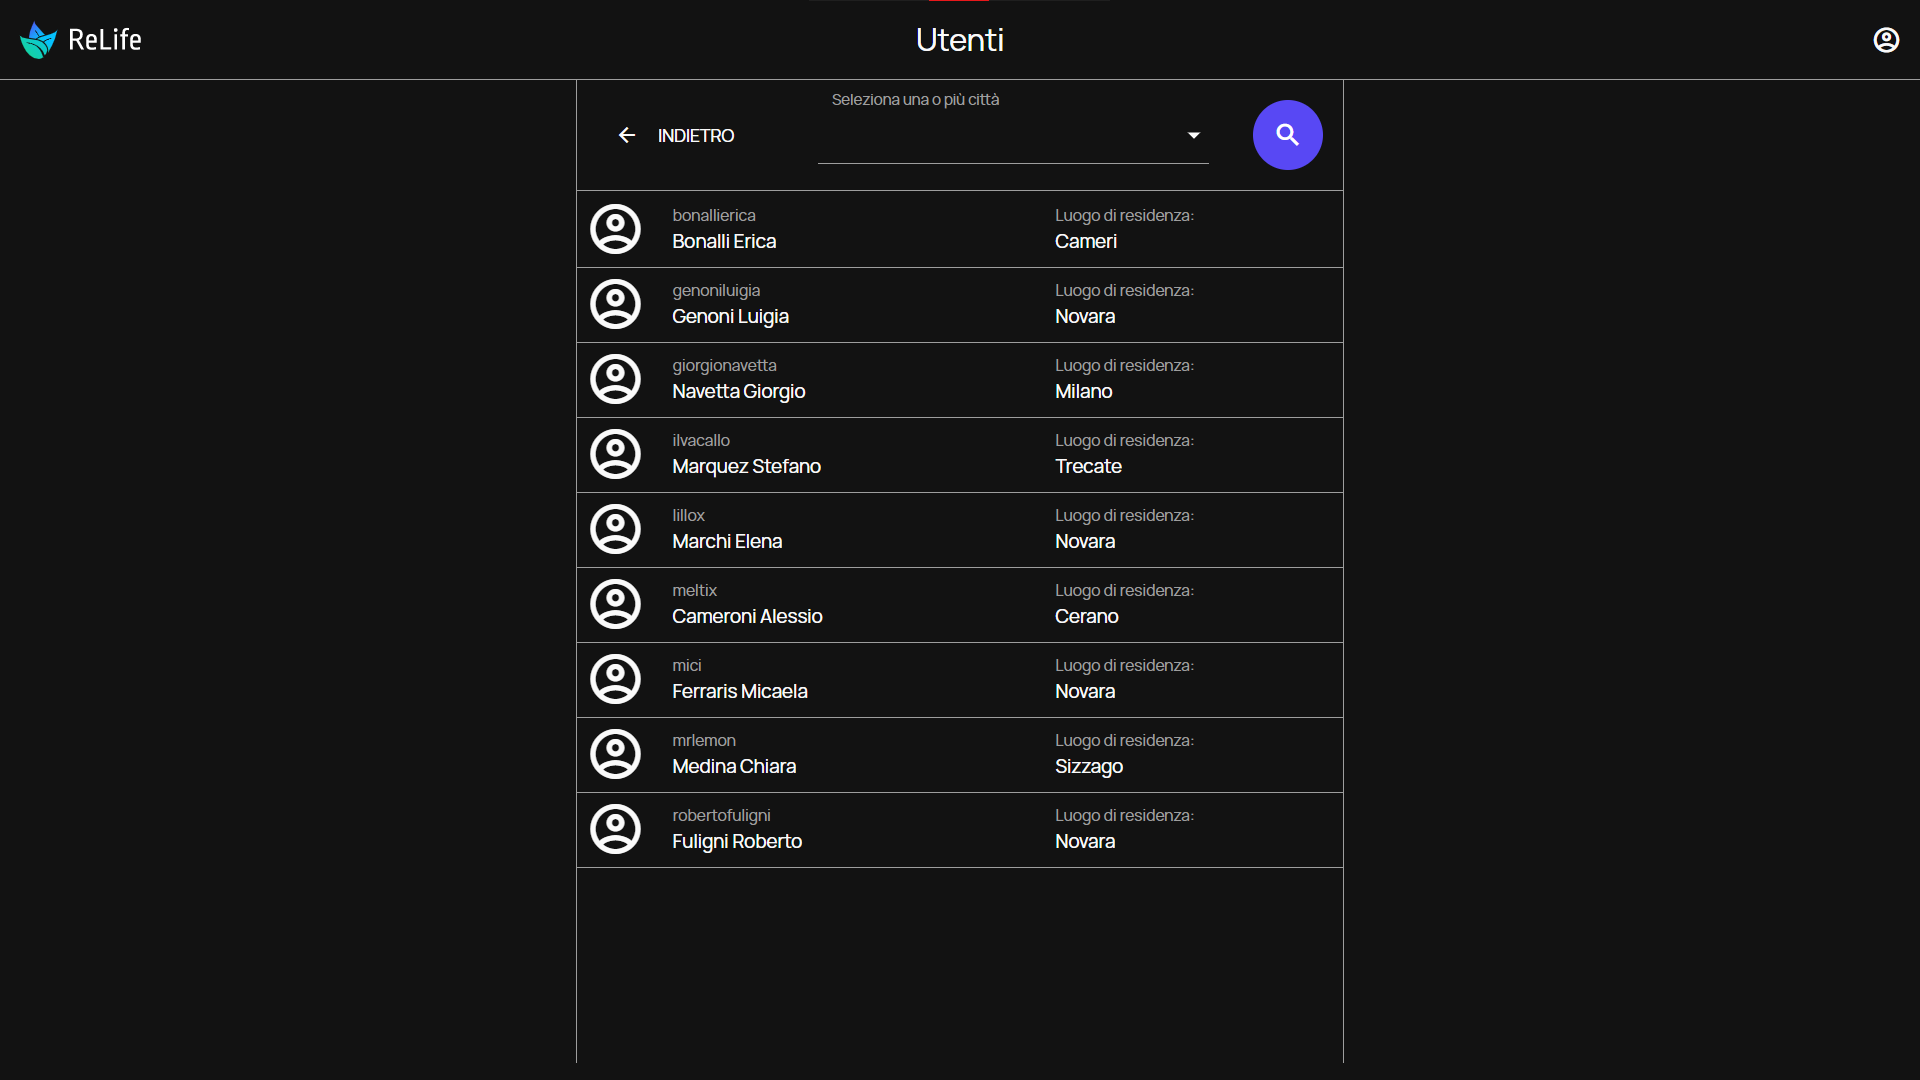 ReLife
Utenti
Seleziona una o più città
INDIETRO
bonallierica
Luogo di residenza:
Bonalli Erica
Cameri
genoniluigia
Luogo di residenza:
Genoni Luigia
Novara
giorgionavetta
Luogo di residenza:
Navetta Giorgio
Milano
ilvacallo
Luogo di residenza:
Marquez Stefano
Trecate
lillox
Luogo di residenza:
Marchi Elena
Novara
meltix
Luogo di residenza:
Cameroni Alessio
Cerano
mici
Luogo di residenza:
Ferraris Micaela
Novara
mrlemon
Luogo di residenza:
Medina Chiara
Sizzago
robertofuligni
Luogo di residenza:
Fuligni Roberto
Novara